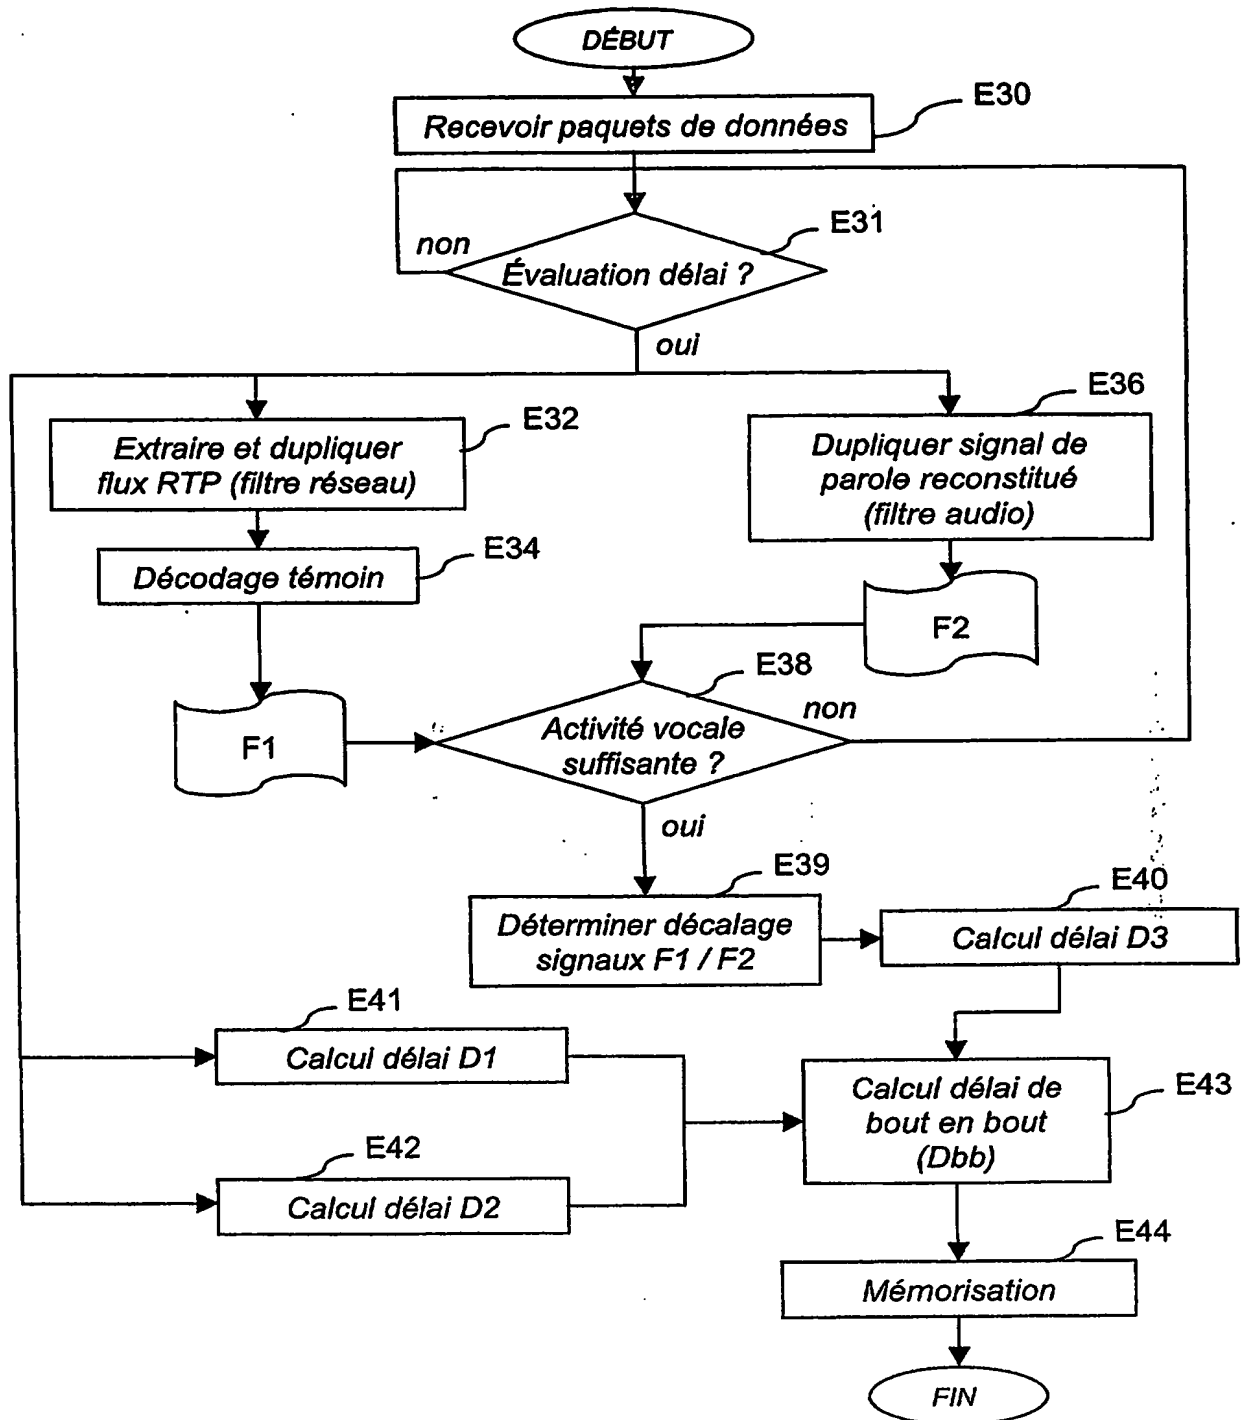 DÉBUT
E30
Recevoir paquets de données
E31
non
Évaluation délai ?
oui
E36
E32
Extraire et dupliquer
flux RTP (filtre réseau)
Dupliquer signal de
parole reconstitué
(filtre audio)
E34
Décodage témoin
F2
E38
non
F1
Activité vocale
suffisante ?
oui
E39
E40
Déterminer décalage
signaux F1 / F2
Calcul délai D3
E41
Calcul délai D1
E43
Calcul délai de
bout en bout
(Dbb)
E42
Calcul délai D2
E44
Mémorisation
FIN